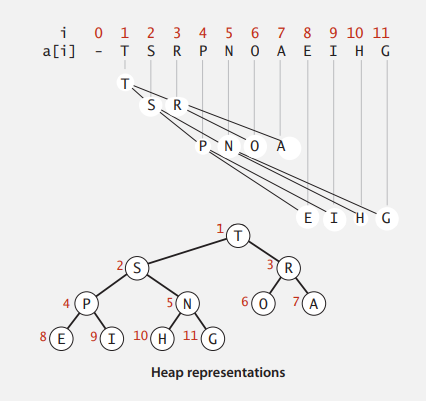 i 0 1 2 3 4 5 6 7 8 9 10 11
a[i] - T S R P N O A E I H G
T
S R
P N O A
E I H G
1 T
2 S 3 R
4 P 5 N 6 O 7 A
8 E 9 I 10 H 11 G
Heap representations